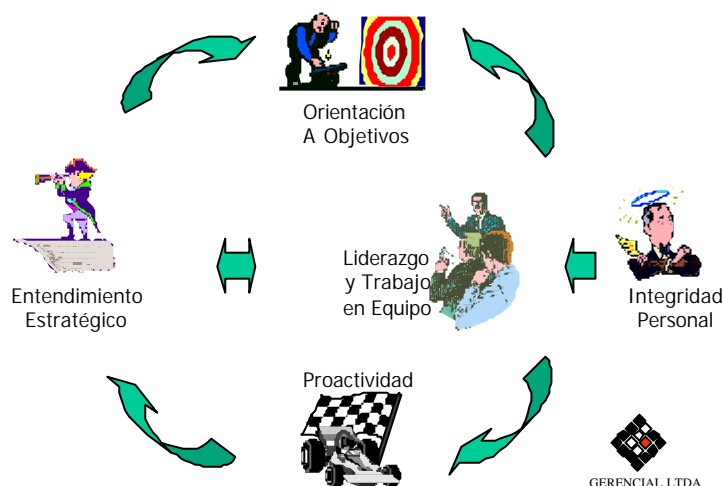 Orientación
A Objetivos
Liderazgo
y Trabajo
en Equipo
Entendimiento
Estratégico
Integridad
Personal
Proactividad
GERENCIAL LTDA